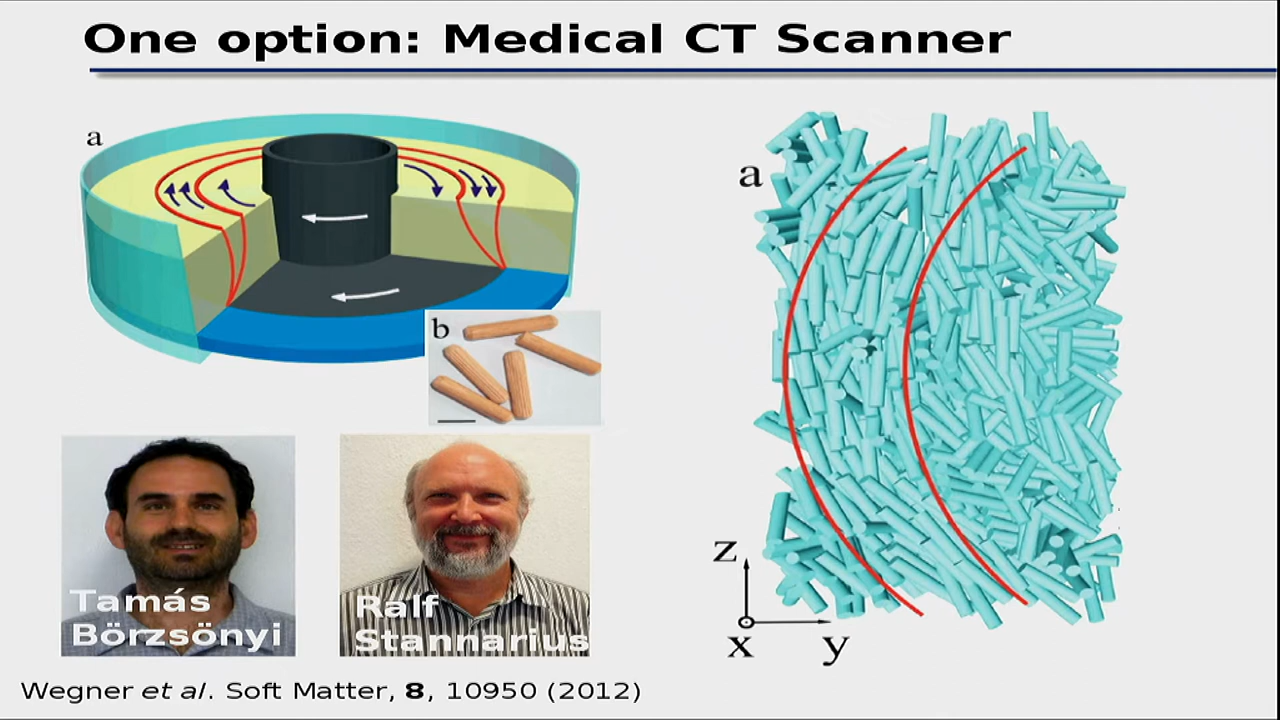 One option: Medical CT Scanner
a
b
Tamás
Börzsönyi
Ralf
Stannarius
a
z
x
y
Wegner et al. Soft Matter, 8, 10950 (2012)